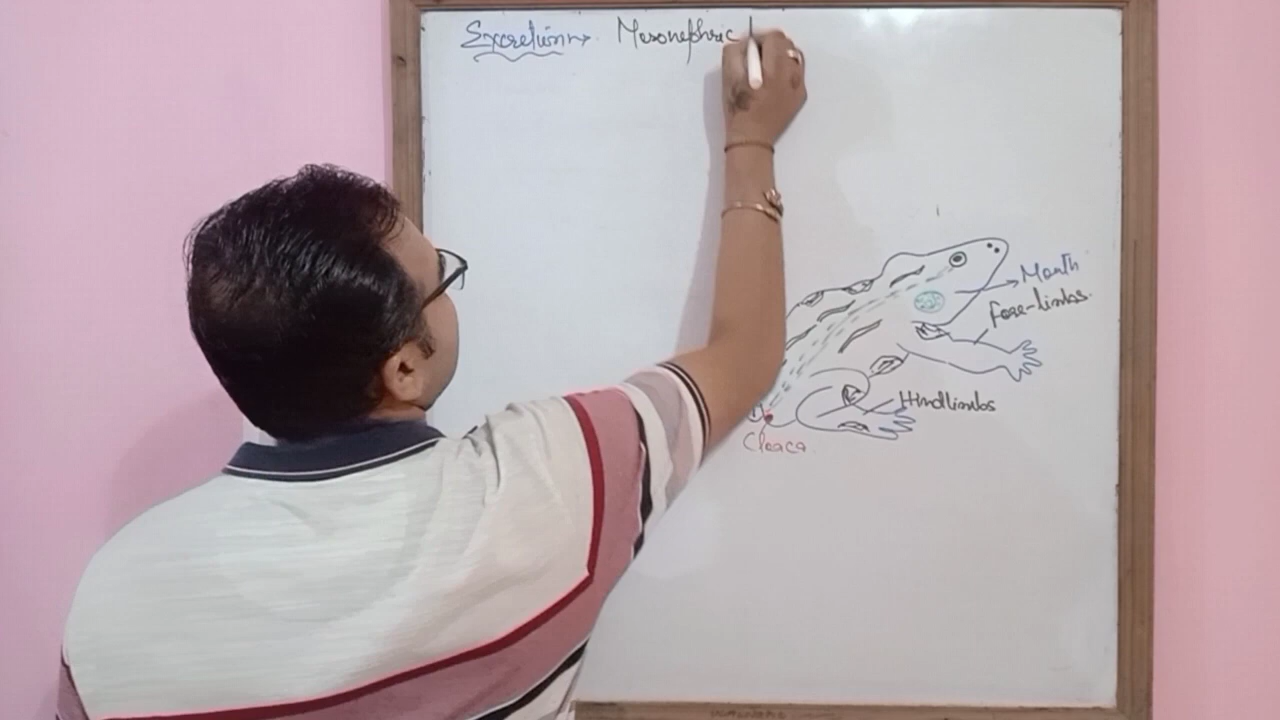 Excretion → Mesonephric
Mouth
Fore-limbs.
Hindlimbs
Cloaca